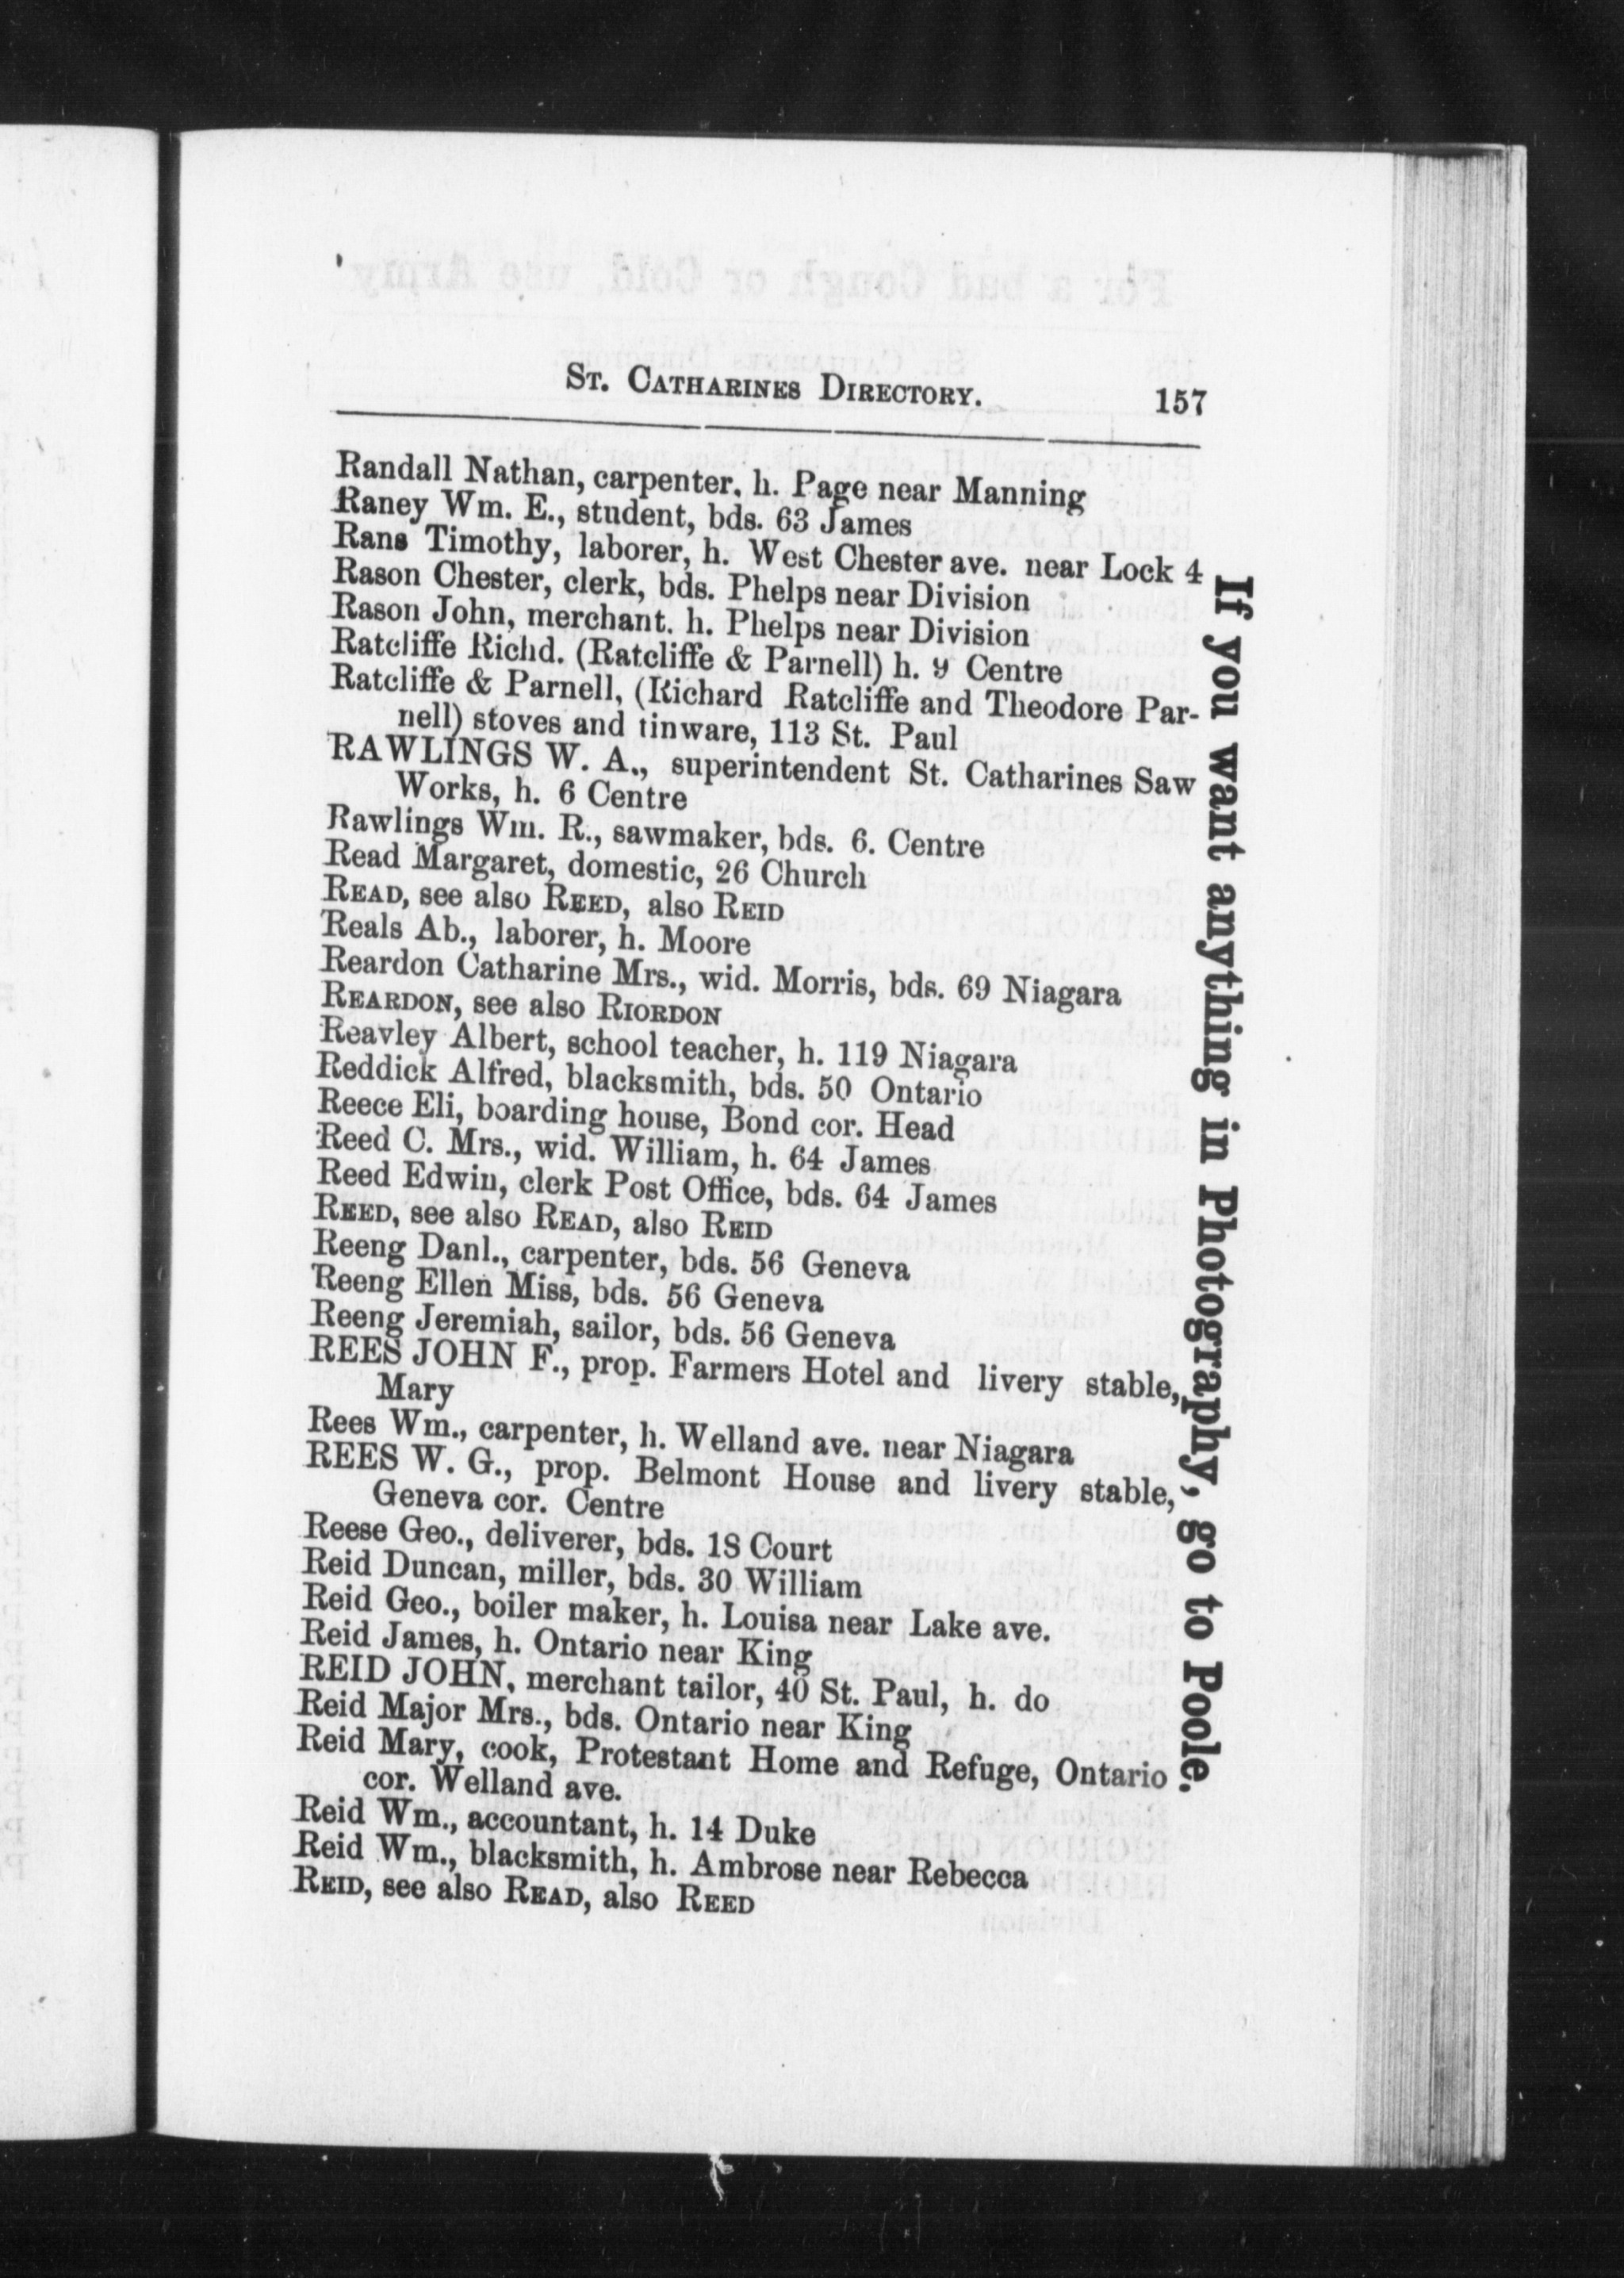 St. Catharines Directory. 157
Randall Nathan, carpenter, h. Page near Manning
Raney Wm. E., student, bds. 63 James
Rans Timothy, laborer, h. West Chester ave. near Lock 4
Rason Chester, clerk, bds. Phelps near Division
Rason John, merchant. h. Phelps near Division
Ratcliffe Richd. (Ratcliffe & Parnell) h. 9 Centre
Ratcliffe & Parnell, (Richard Ratcliffe and Theodore Par-
nell) stoves and tinware, 113 St. Paul
RAWLINGS W. A., superintendent St. Catharines Saw
Works, h. 6 Centre
Rawlings Wm. R., sawmaker, bds. 6. Centre
Read Margaret, domestic, 26 Church
Read, see also Reed, also Reid
Reals Ab., laborer, h. Moore
Reardon Catharine Mrs., wid. Morris, bds. 69 Niagara
Reardon, see also Riordon
Reavley Albert, school teacher, h. 119 Niagara
Reddick Alfred, blacksmith, bds. 50 Ontario
Reece Eli, boarding house, Bond cor. Head
Reed C. Mrs., wid. William, h. 64 James
Reed Edwin, clerk Post Office, bds. 64 James
Reed, see also Read, also Reid
Reeng Danl., carpenter, bds. 56 Geneva
Reeng Ellen Miss, bds. 56 Geneva
Reeng Jeremiah, sailor, bds. 56 Geneva
REES JOHN F., prop. Farmers Hotel and livery stable,
Mary
Rees Wm., carpenter, h. Welland ave. near Niagara
REES W. G., prop. Belmont House and livery stable,
Geneva cor. Centre
Reese Geo., deliverer, bds. 18 Court
Reid Duncan, miller, bds. 30 William
Reid Geo., boiler maker, h. Louisa near Lake ave.
Reid James, h. Ontario near King
REID JOHN, merchant tailor, 40 St. Paul, h. do
Reid Major Mrs., bds. Ontario near King
Reid Mary, cook, Protestant Home and Refuge, Ontario
cor. Welland ave.
Reid Wm., accountant, h. 14 Duke
Reid Wm., blacksmith, h. Ambrose near Rebecca
Reid, see also Read, also Reed
If you want anything in Photography, go to Poole.